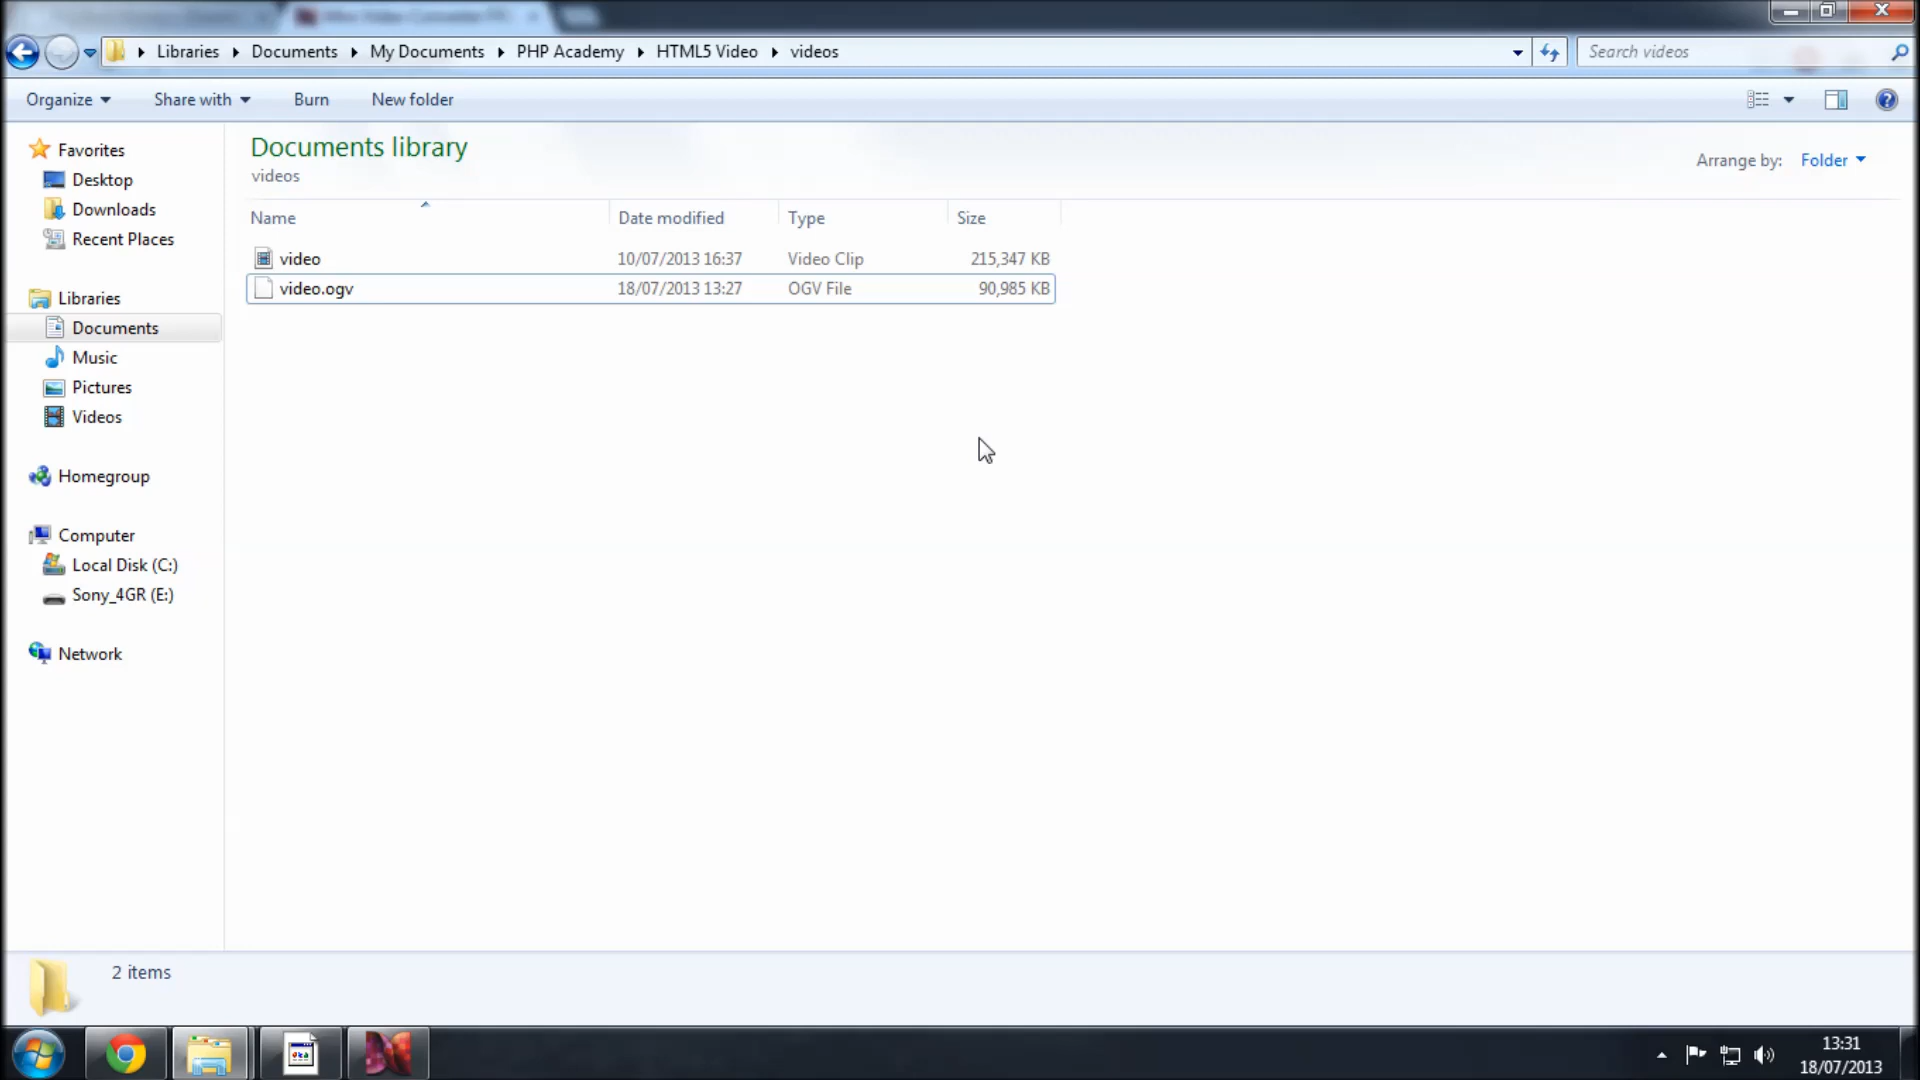 Libraries Documents My Documents PHP Academy HTML5 Video videos Search videos
Organize Share with Burn New folder
Documents library
videos
Arrange by: Folder
Name Date modified Type Size
video 10/07/2013 16:37 Video Clip 215,347 KB
video.ogv 18/07/2013 13:27 OGV File 90,985 KB
Favorites
Desktop
Downloads
Recent Places
Libraries
Documents
Music
Pictures
Videos
Homegroup
Computer
Local Disk (C:)
Sony_4GR (E:)
Network
2 items
13:31
18/07/2013